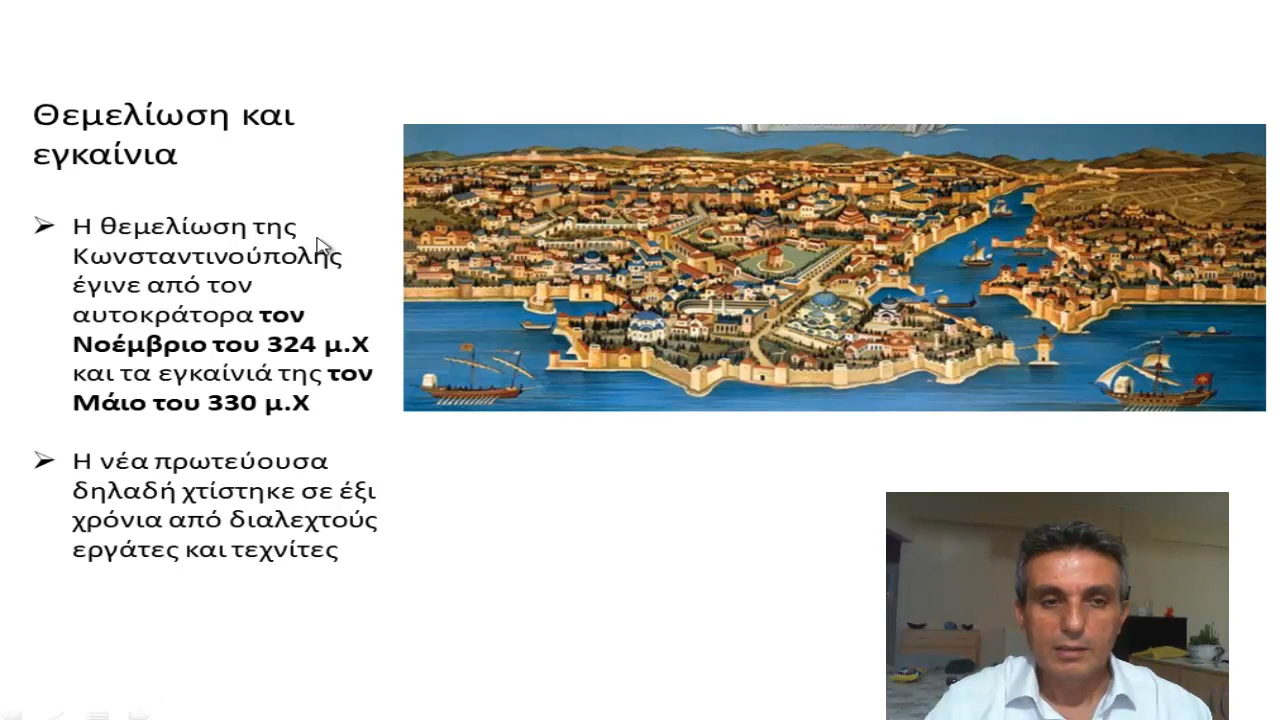 Θεμελίωση και
εγκαίνια
Η θεμελίωση της
Κωνσταντινούπολης
έγινε από τον
αυτοκράτορα τον
Νοέμβριο του 324 μ.Χ
και τα εγκαίνιά της τον
Μάιο του 330 μ.Χ
Η νέα πρωτεύουσα
δηλαδή χτίστηκε σε έξι
χρόνια από διαλεχτούς
εργάτες και τεχνίτες